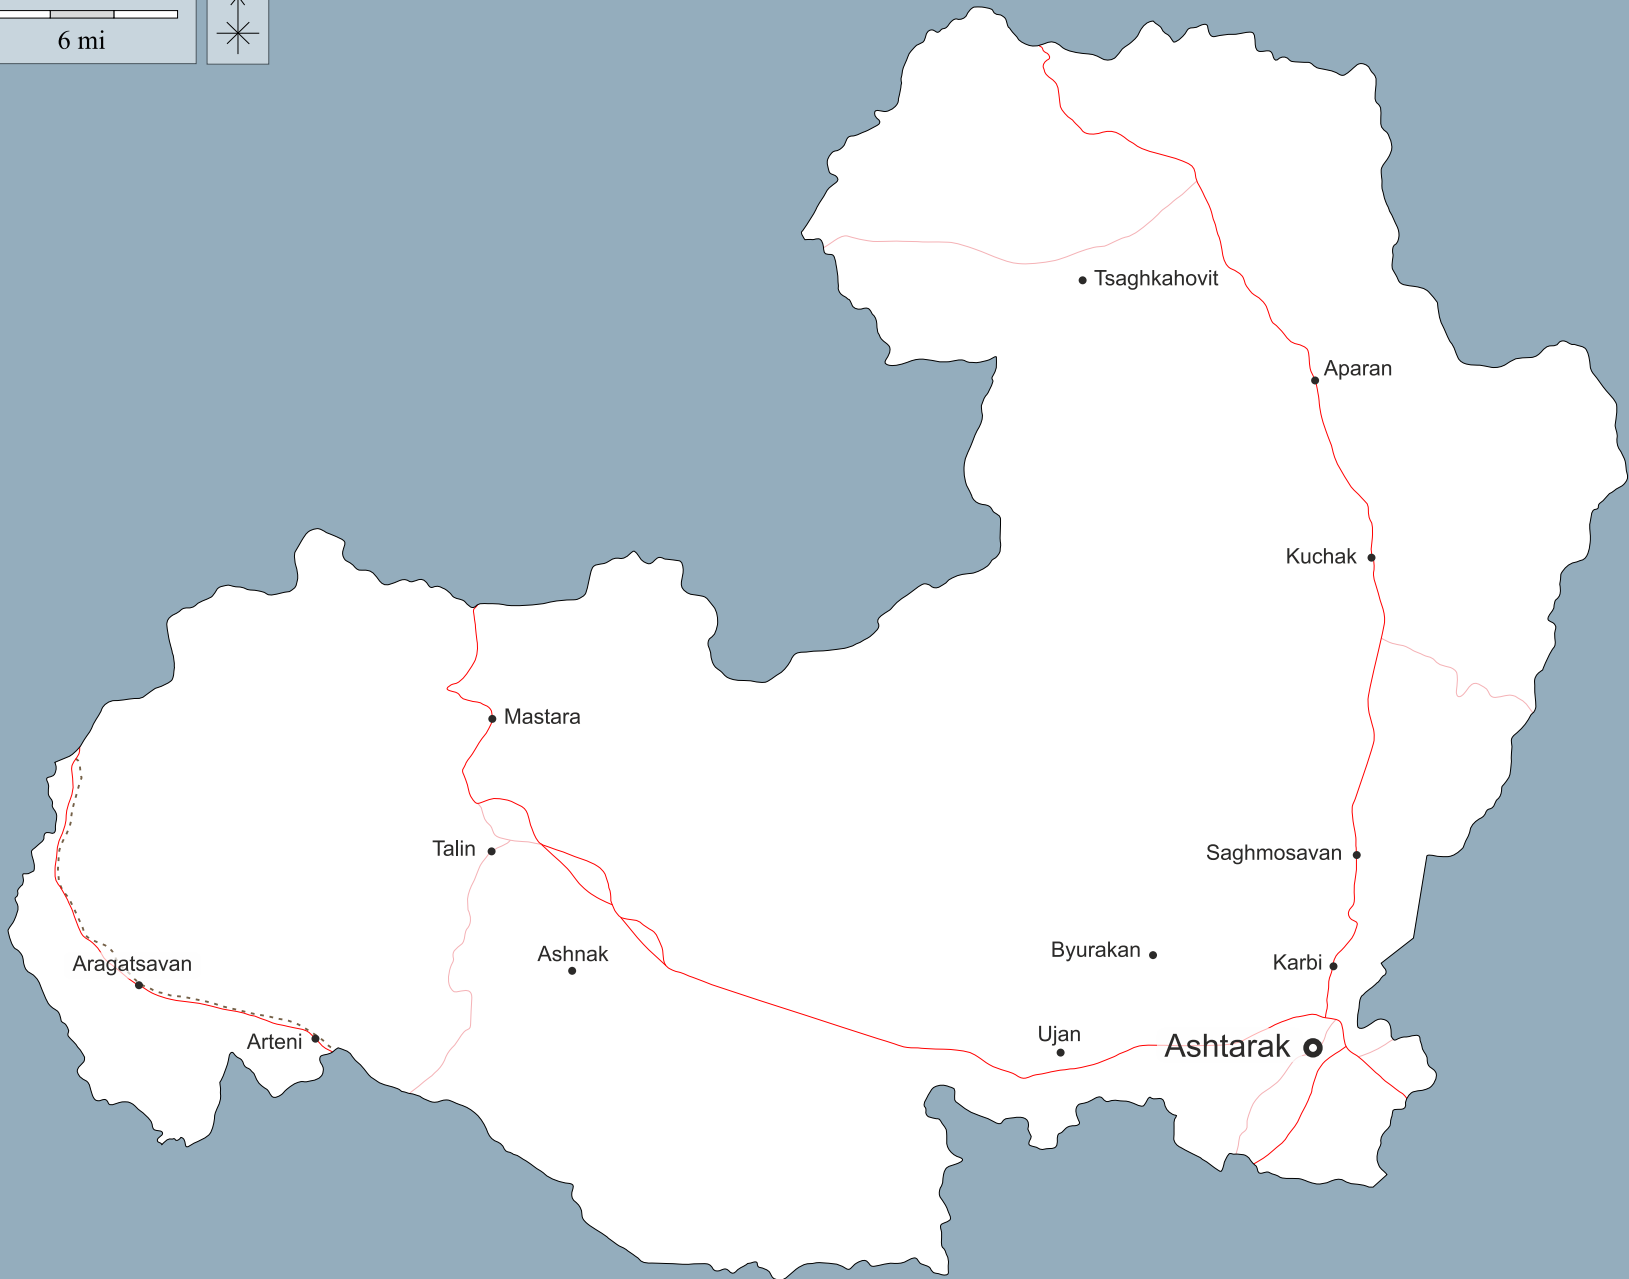 6 mi
Tsaghkahovit
Aparan
Kuchak
Mastara
Talin
Saghmosavan
Ashnak
Byurakan
Karbi
Aragatsavan
Ujan
Arteni
Ashtarak